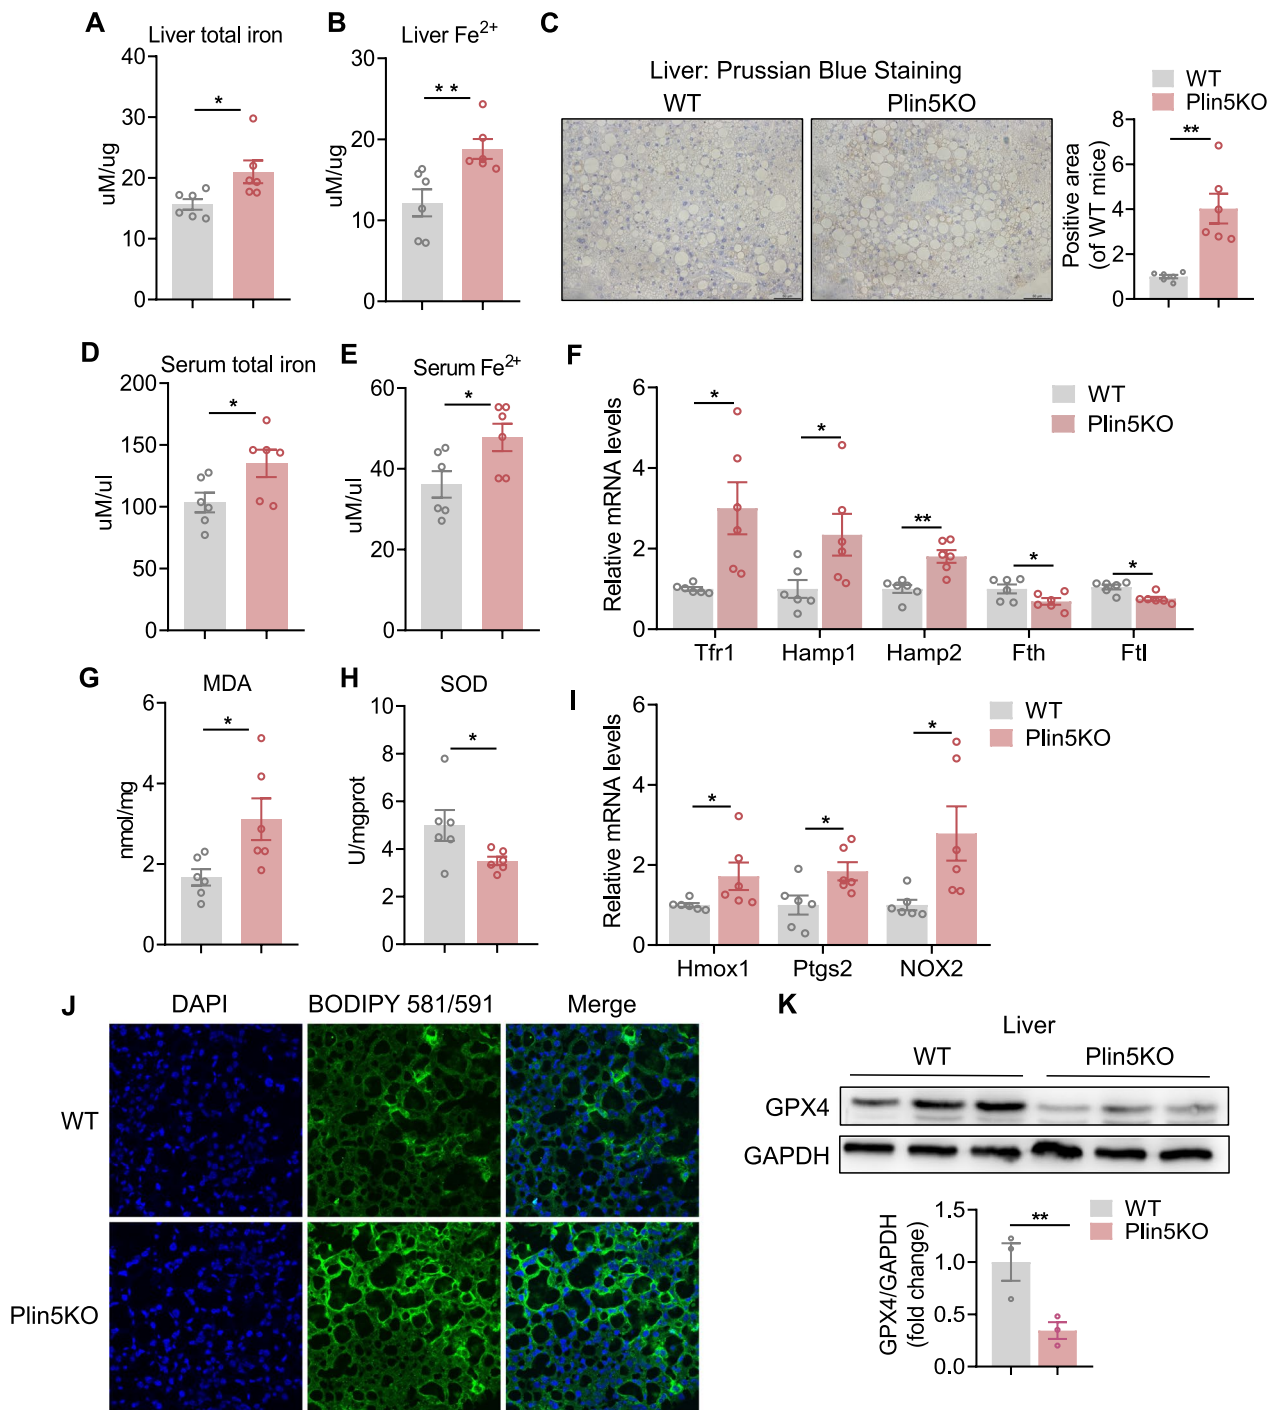 A
Liver total iron
uM/ug
40
30
20
10
0
*
B
Liver Fe2+
uM/ug
30
20
10
0
**
C
Liver: Prussian Blue Staining
WT
Plin5KO
WT
Plin5KO
Positive area
(of WT mice)
8
6
4
2
0
**
D
Serum total iron
uM/ul
200
150
100
50
0
*
E
Serum Fe2+
uM/ul
60
40
20
0
*
F
Relative mRNA levels
6
4
2
0
*
*
**
*
*
WT
Plin5KO
Tfr1 Hamp1 Hamp2 Fth Ftl
G
MDA
nmol/mg
6
4
2
0
*
H
SOD
U/mgprot
10
8
6
4
2
0
*
I
Relative mRNA levels
6
4
2
0
*
*
*
WT
Plin5KO
Hmox1 Ptgs2 NOX2
J
DAPI BODIPY 581/591 Merge
WT
Plin5KO
K
Liver
WT Plin5KO
GPX4
GAPDH
GPX4/GAPDH
(fold change)
1.5
1.0
0.5
0.0
**
WT
Plin5KO